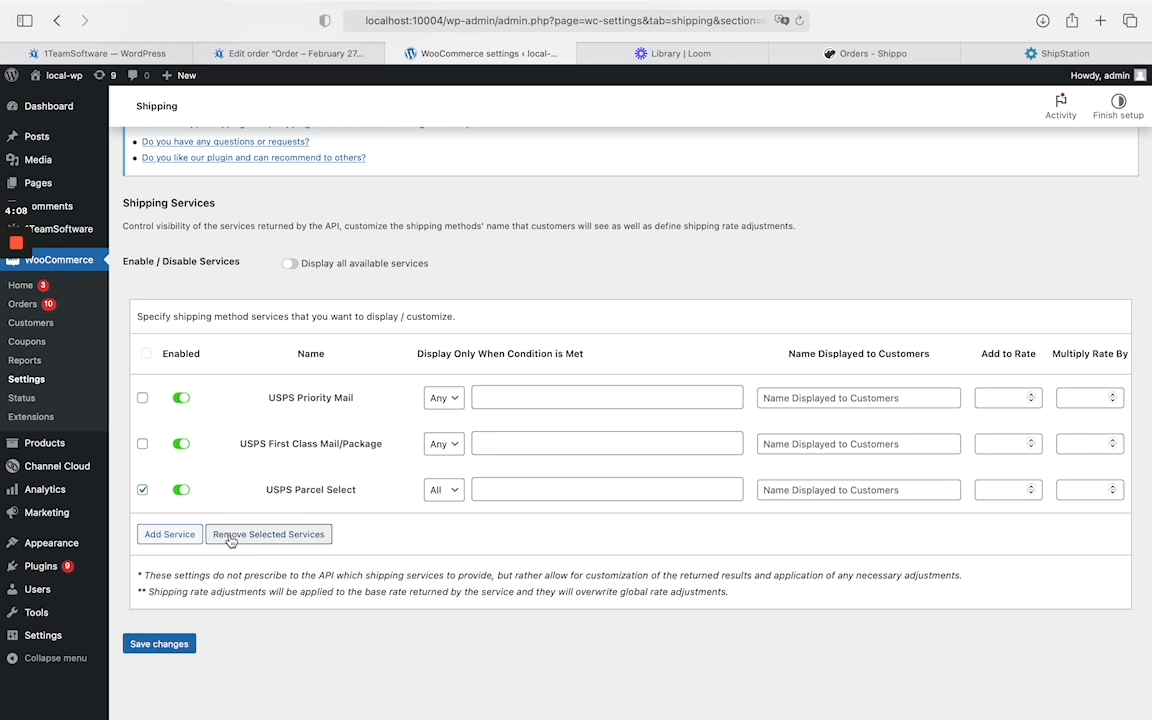 localhost:10004/wp-admin/admin.php?page=wc-settings&tab=shipping&section=
1TeamSoftware — WordPress
Edit order "Order – February 27...
WooCommerce settings ‹ local-...
Library | Loom
Orders - Shippo
ShipStation
local-wp
9
0
New
Howdy, admin
Shipping
Activity
Finish setup
Dashboard
Posts
Media
Pages
omments
4:08
TeamSoftware
WooCommerce
Home 3
Orders 10
Customers
Coupons
Reports
Settings
Status
Extensions
Products
Channel Cloud
Analytics
Marketing
Appearance
Plugins 9
Users
Tools
Settings
Collapse menu
Do you have any questions or requests?
Do you like our plugin and can recommend to others?
Shipping Services
Control visibility of the services returned by the API, customize the shipping methods' name that customers will see as well as define shipping rate adjustments.
Enable / Disable Services
Display all available services
Specify shipping method services that you want to display / customize.
Enabled Name Display Only When Condition is Met Name Displayed to Customers Add to Rate Multiply Rate By
USPS Priority Mail Any Name Displayed to Customers
USPS First Class Mail/Package Any Name Displayed to Customers
USPS Parcel Select All Name Displayed to Customers
Add Service Remove Selected Services
* These settings do not prescribe to the API which shipping services to provide, but rather allow for customization of the returned results and application of any necessary adjustments.
** Shipping rate adjustments will be applied to the base rate returned by the service and they will overwrite global rate adjustments.
Save changes